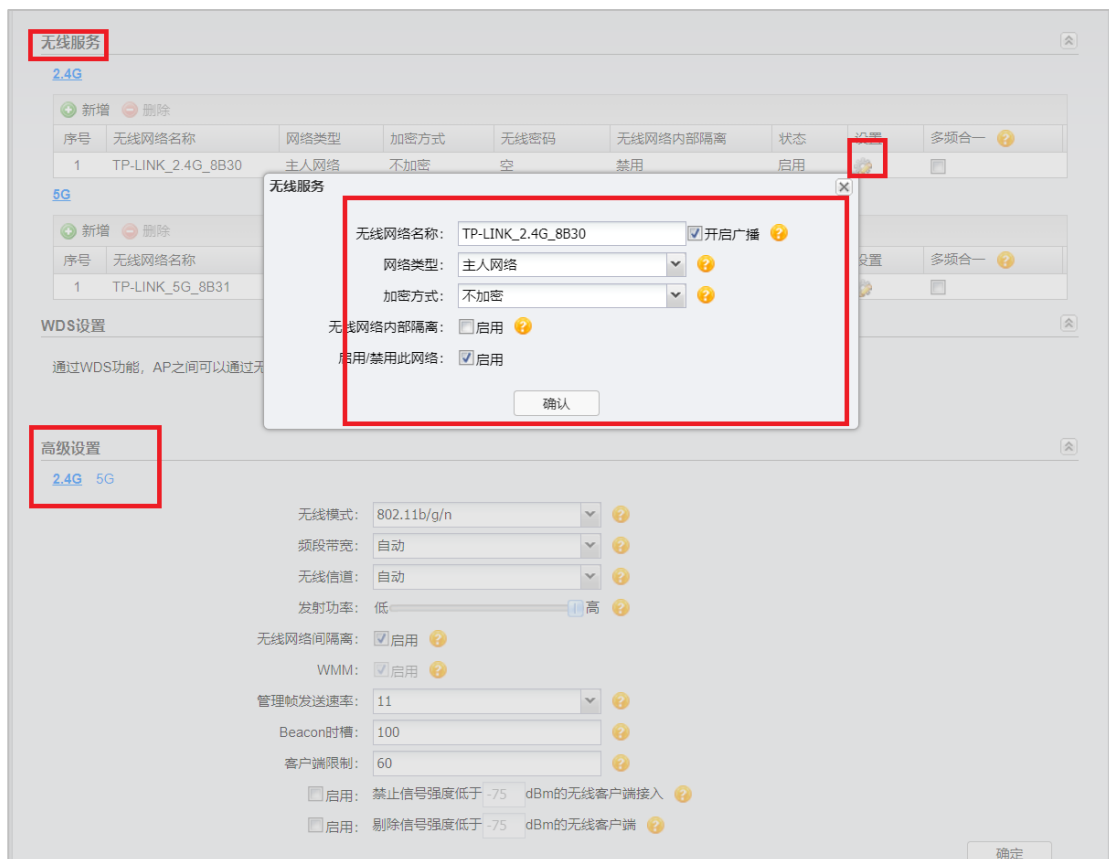 无线服务
2.4G
新增 删除
序号 无线网络名称 网络类型 加密方式 无线密码 无线网络内部隔离 状态 设置 多频合一
1 TP-LINK_2.4G_8B30 主人网络 不加密 空 禁用 启用
5G
新增 删除
序号 无线网络名称 设置 多频合一
1 TP-LINK_5G_8B31
无线服务
无线网络名称: TP-LINK_2.4G_8B30 开启广播
网络类型: 主人网络
加密方式: 不加密
无线网络内部隔离: 启用
启用/禁用此网络: 启用
确认
WDS设置
通过WDS功能，AP之间可以通过无
高级设置
2.4G 5G
无线模式: 802.11b/g/n
频段带宽: 自动
无线信道: 自动
发射功率: 低 高
无线网络间隔离: 启用
WMM: 启用
管理帧发送速率: 11
Beacon时槽: 100
客户端限制: 60
启用: 禁止信号强度低于 -75 dBm的无线客户端接入
启用: 剔除信号强度低于 -75 dBm的无线客户端
确定